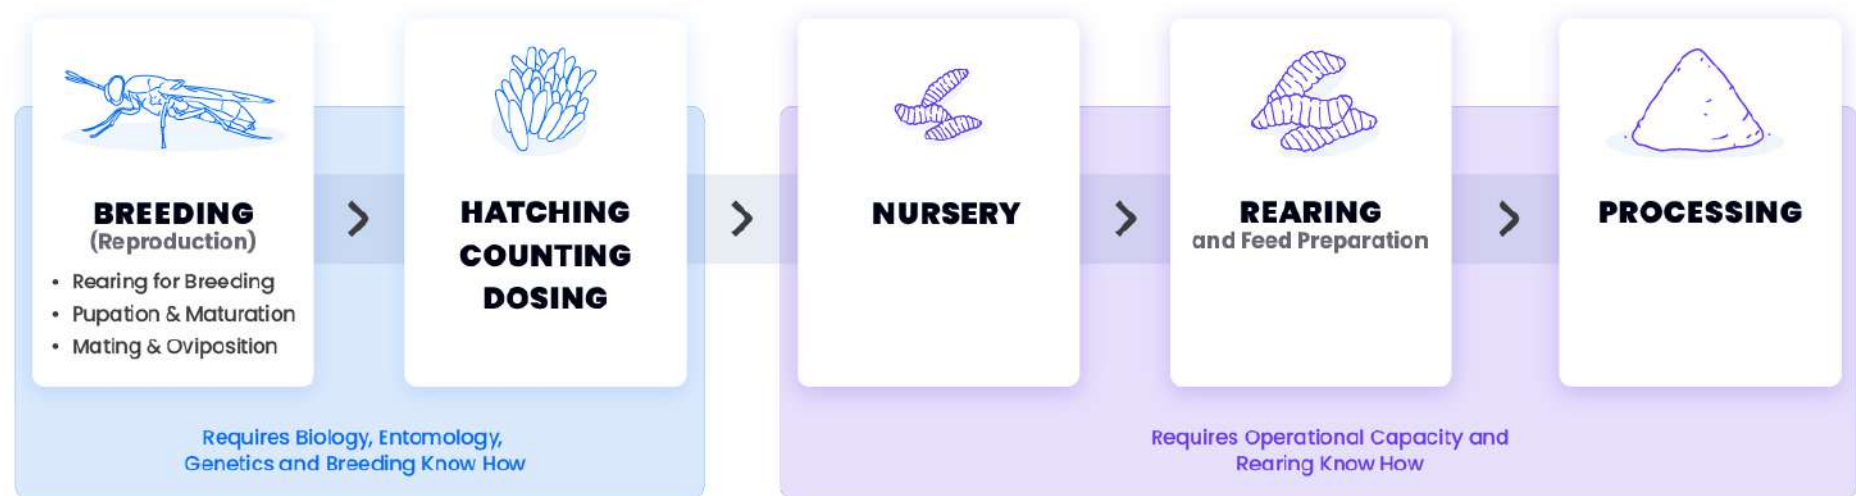 BREEDING
(Reproduction)
• Rearing for Breeding
• Pupation & Maturation
• Mating & Oviposition
HATCHING
COUNTING
DOSING
NURSERY
REARING
and Feed Preparation
PROCESSING
Requires Biology, Entomology,
Genetics and Breeding Know How
Requires Operational Capacity and
Rearing Know How